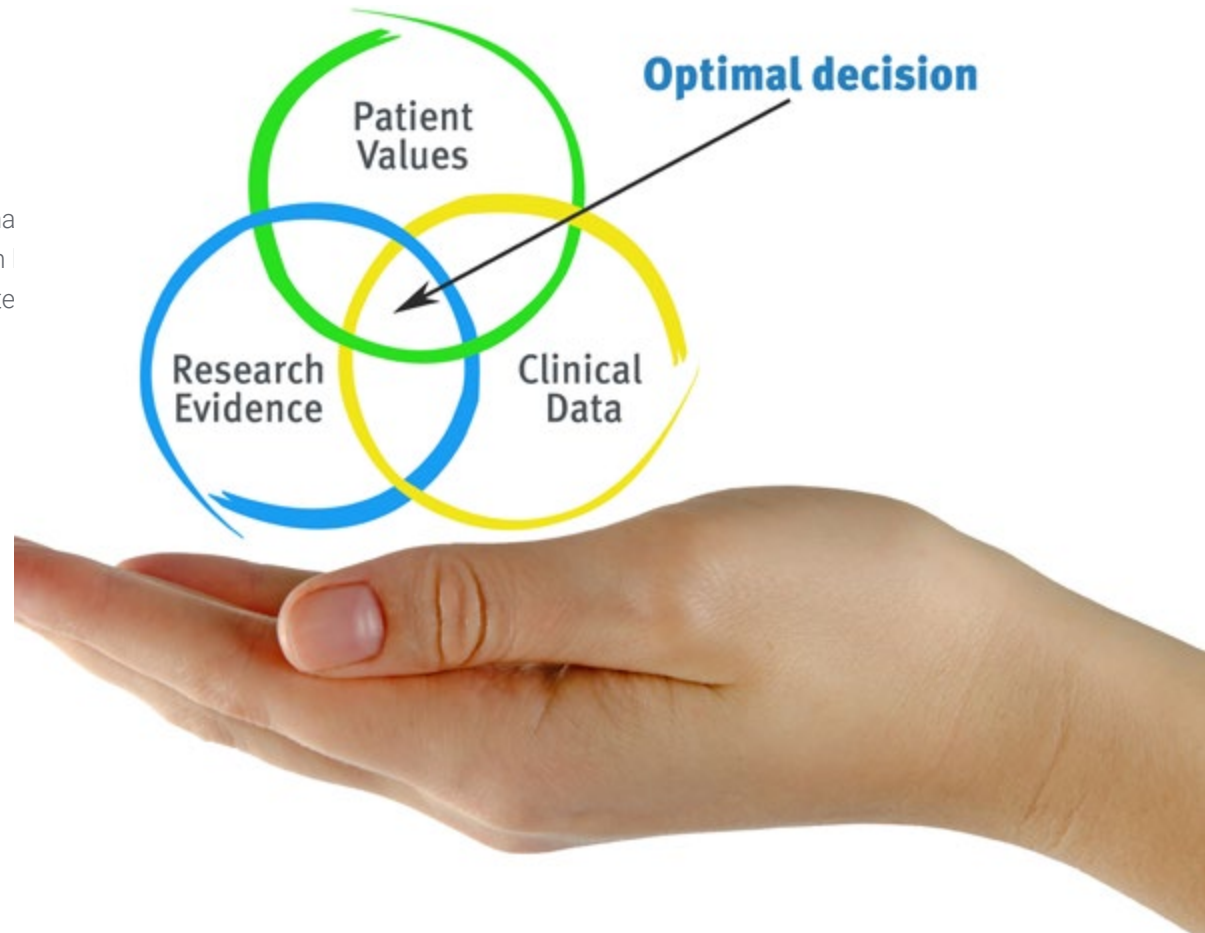 Optimal decision
Patient
Values
Research
Evidence
Clinical
Data